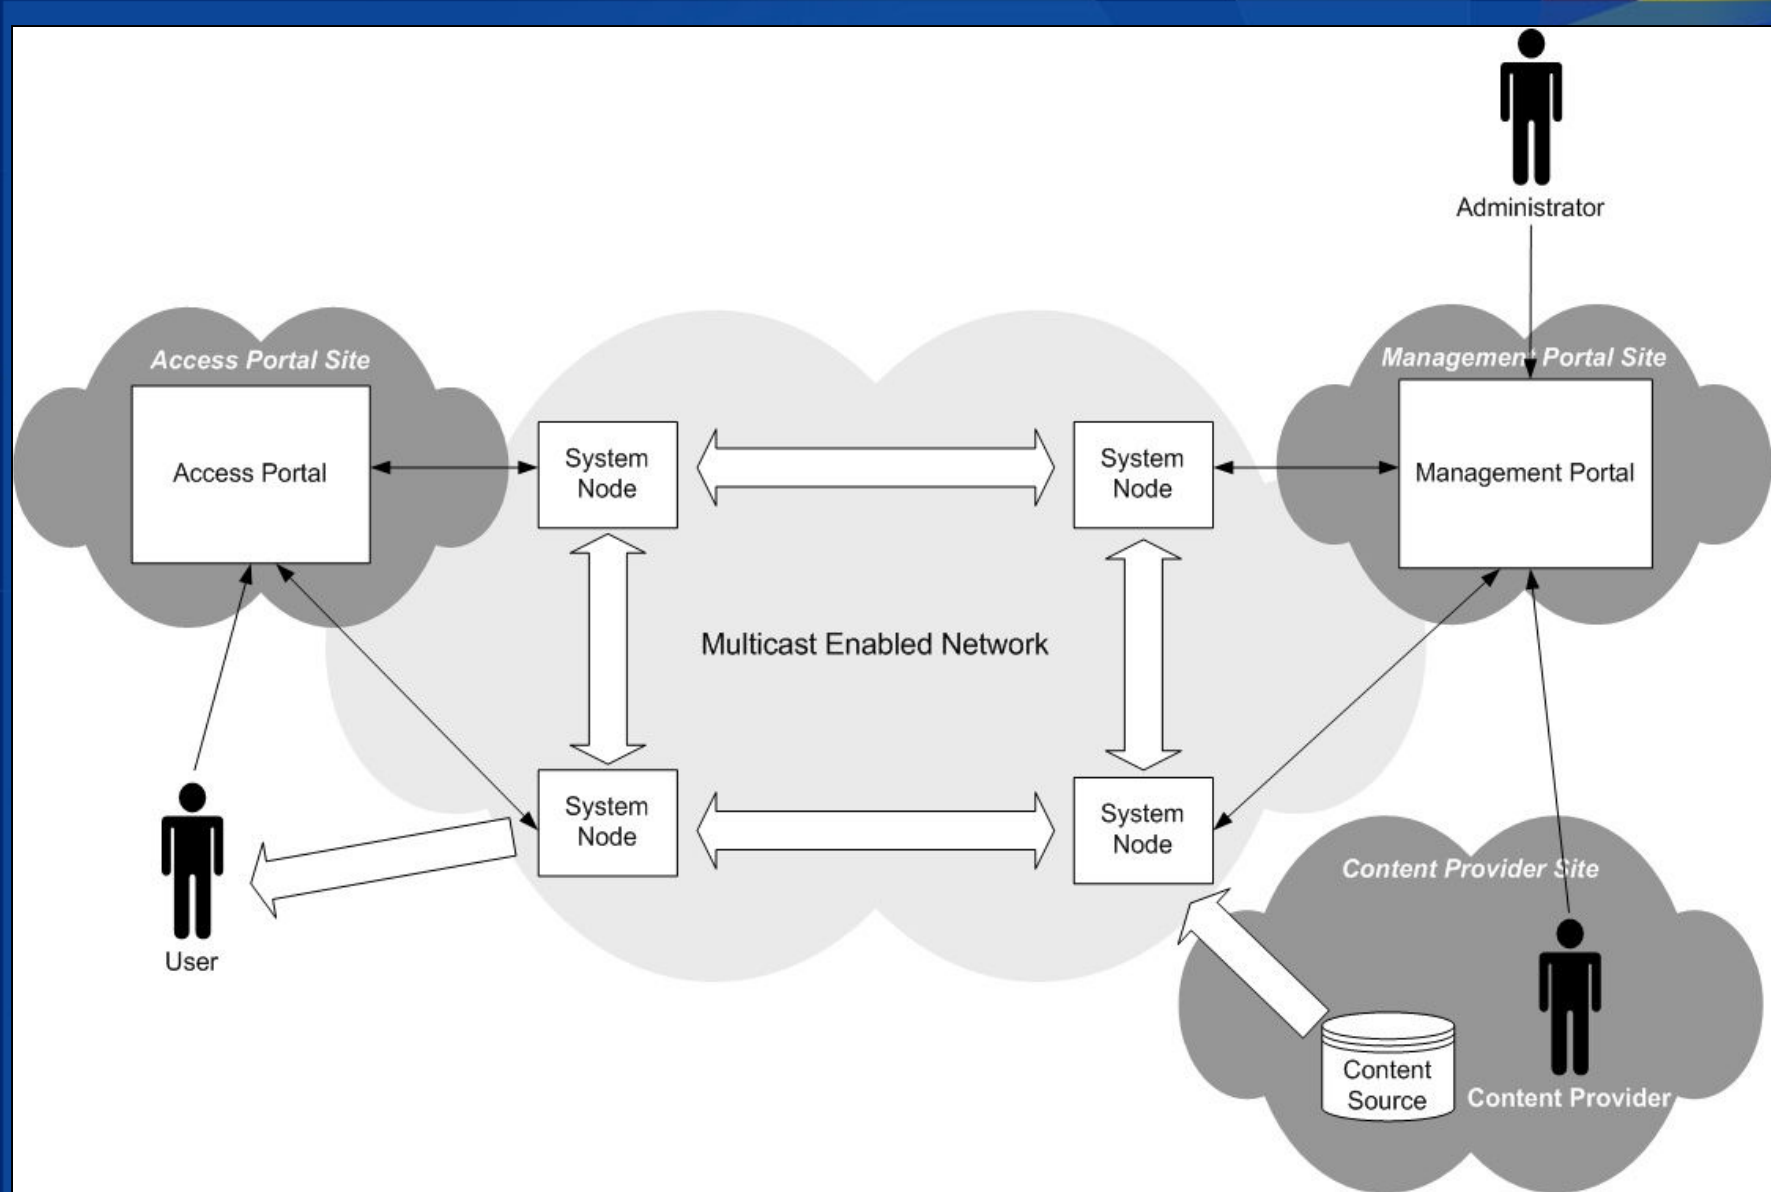 Administrator
Access Portal Site
Management Portal Site
Access Portal
System
Node
System
Node
Management Portal
Multicast Enabled Network
System
Node
System
Node
Content Provider Site
User
Content
Source
Content Provider